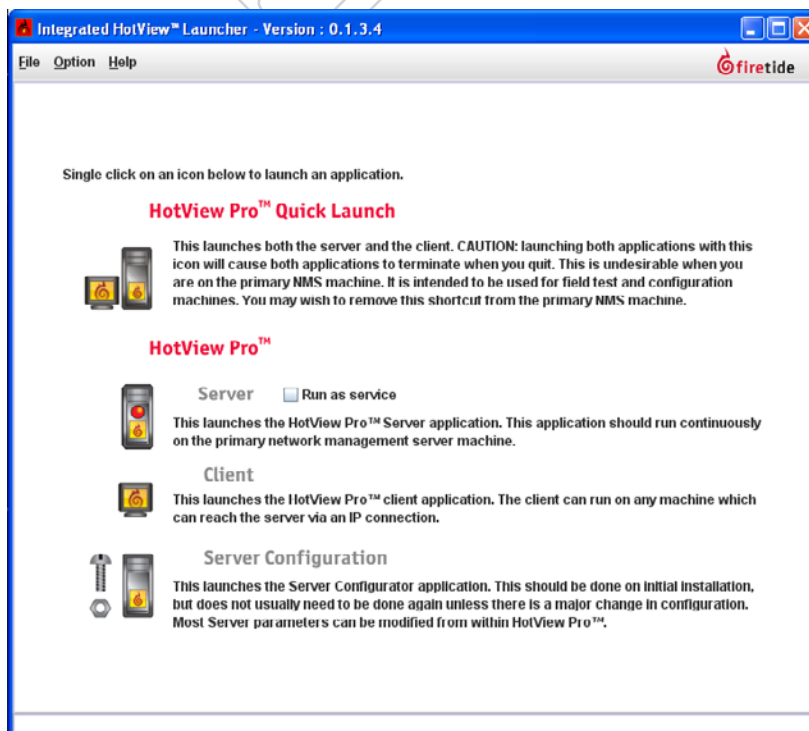 Integrated HotView™ Launcher - Version : 0.1.3.4
File Option Help
firetide
Single click on an icon below to launch an application.
HotView Pro™ Quick Launch
This launches both the server and the client. CAUTION: launching both applications with this
icon will cause both applications to terminate when you quit. This is undesirable when you
are on the primary NMS machine. It is intended to be used for field test and configuration
machines. You may wish to remove this shortcut from the primary NMS machine.
HotView Pro™
Server Run as service
This launches the HotView Pro™ Server application. This application should run continuously
on the primary network management server machine.
Client
This launches the HotView Pro™ client application. The client can run on any machine which
can reach the server via an IP connection.
Server Configuration
This launches the Server Configurator application. This should be done on initial installation,
but does not usually need to be done again unless there is a major change in configuration.
Most Server parameters can be modified from within HotView Pro™.